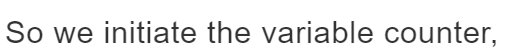 So we initiate the variable counter,